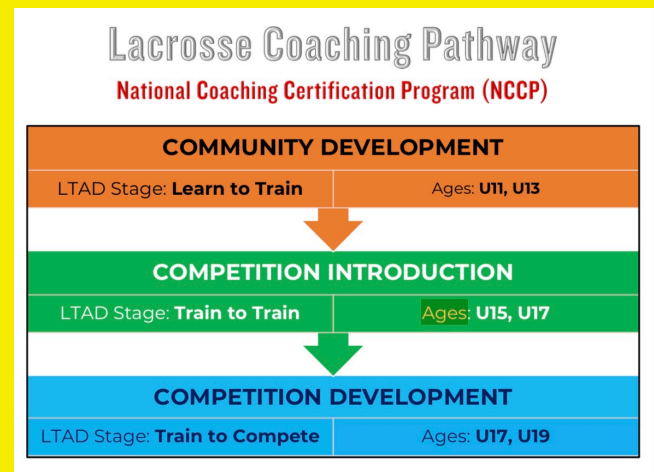 Lacrosse Coaching Pathway
National Coaching Certification Program (NCCP)
COMMUNITY DEVELOPMENT
LTAD Stage: Learn to Train
Ages: U11, U13
COMPETITION INTRODUCTION
LTAD Stage: Train to Train
Ages: U15, U17
COMPETITION DEVELOPMENT
LTAD Stage: Train to Compete
Ages: U17, U19